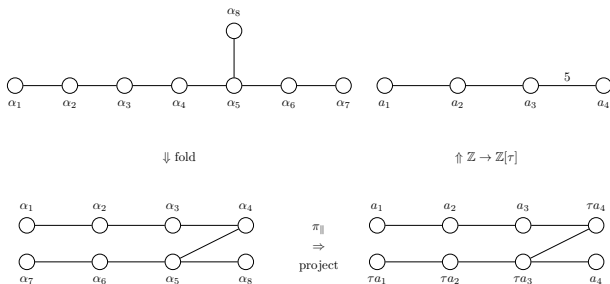 α₈
α₁ α₂ α₃ α₄ α₅ α₆ α₇
5
a₁ a₂ a₃ a₄
⇓ fold
⇑ ℤ → ℤ[τ]
α₁ α₂ α₃ α₄
α₇ α₆ α₅ α₈
π∥
⇒
project
a₁ a₂ a₃ τa₄
τa₁ τa₂ τa₃ a₄